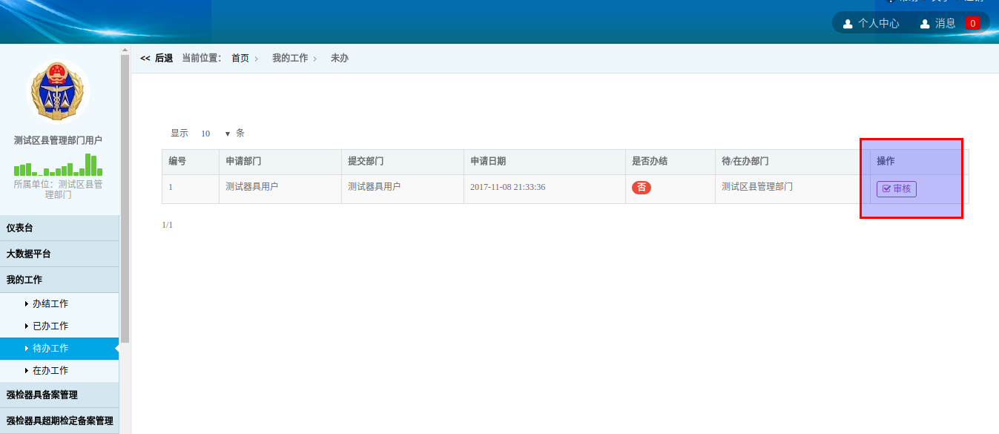 个人中心 消息 0
<< 后退 当前位置： 首页 > 我的工作 > 未办
测试区县管理部门用户
所属单位：测试区县管
理部门
仪表台
大数据平台
我的工作
办结工作
已办工作
待办工作
在办工作
强检器具备案管理
强检器具超期检定备案管理
显示 10 ▾ 条
编号 申请部门 提交部门 申请日期 是否办结 待/在办部门 操作
1 测试器具用户 测试器具用户 2017-11-08 21:33:36 否 测试区县管理部门 审核
1/1